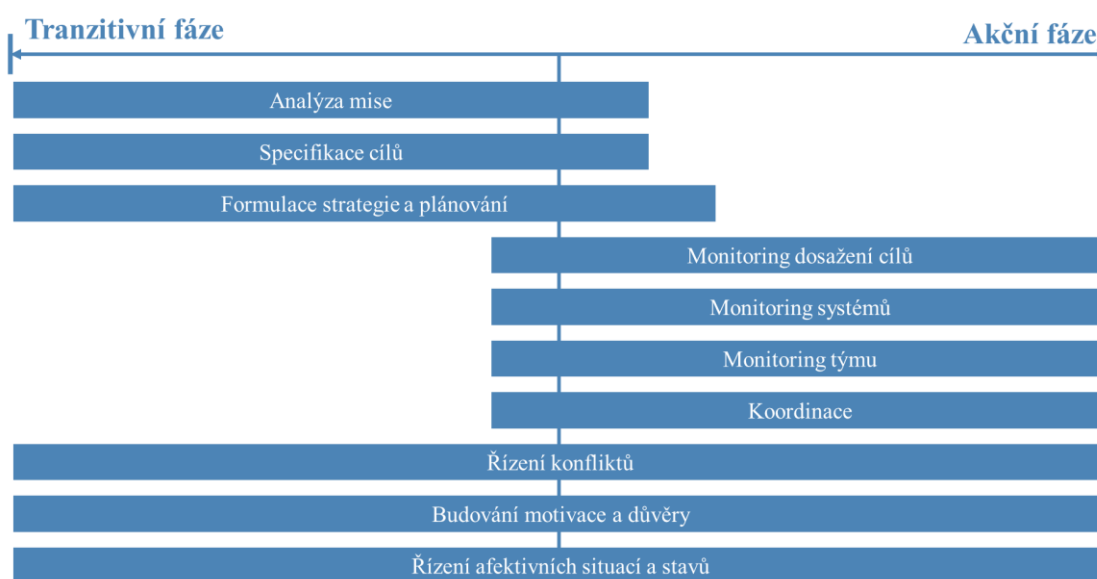 Tranzitivní fáze
Akční fáze
Analýza mise
Specifikace cílů
Formulace strategie a plánování
Monitoring dosažení cílů
Monitoring systémů
Monitoring týmu
Koordinace
Řízení konfliktů
Budování motivace a důvěry
Řízení afektivních situací a stavů